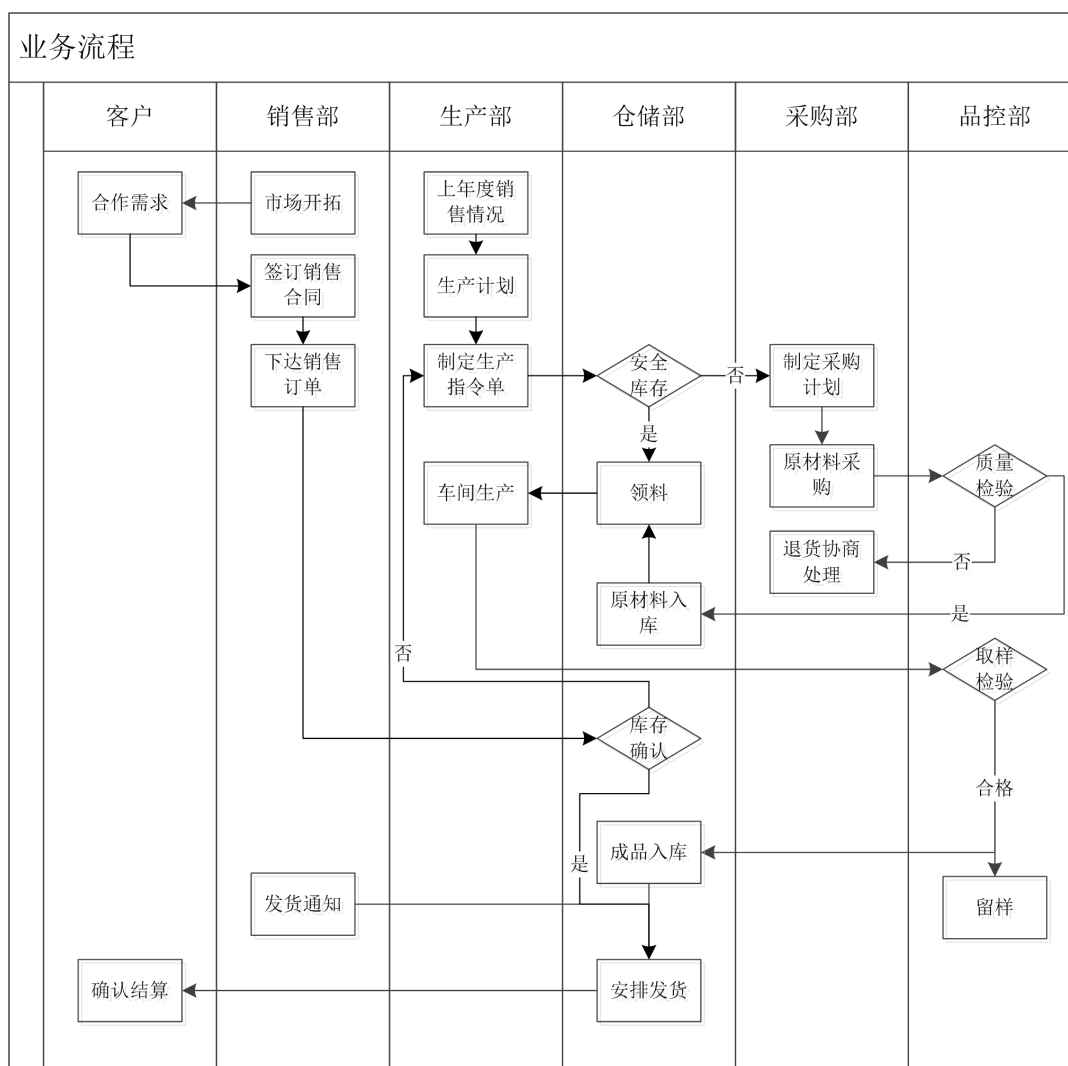 业务流程
客户
销售部
生产部
仓储部
采购部
品控部
合作需求
市场开拓
上年度销
售情况
签订销售
合同
生产计划
下达销售
订单
制定生产
指令单
安全
库存
否
制定采购
计划
是
车间生产
领料
原材料采
购
质量
检验
退货协商
处理
否
原材料入
库
是
否
取样
检验
库存
确认
合格
是
成品入库
发货通知
留样
确认结算
安排发货